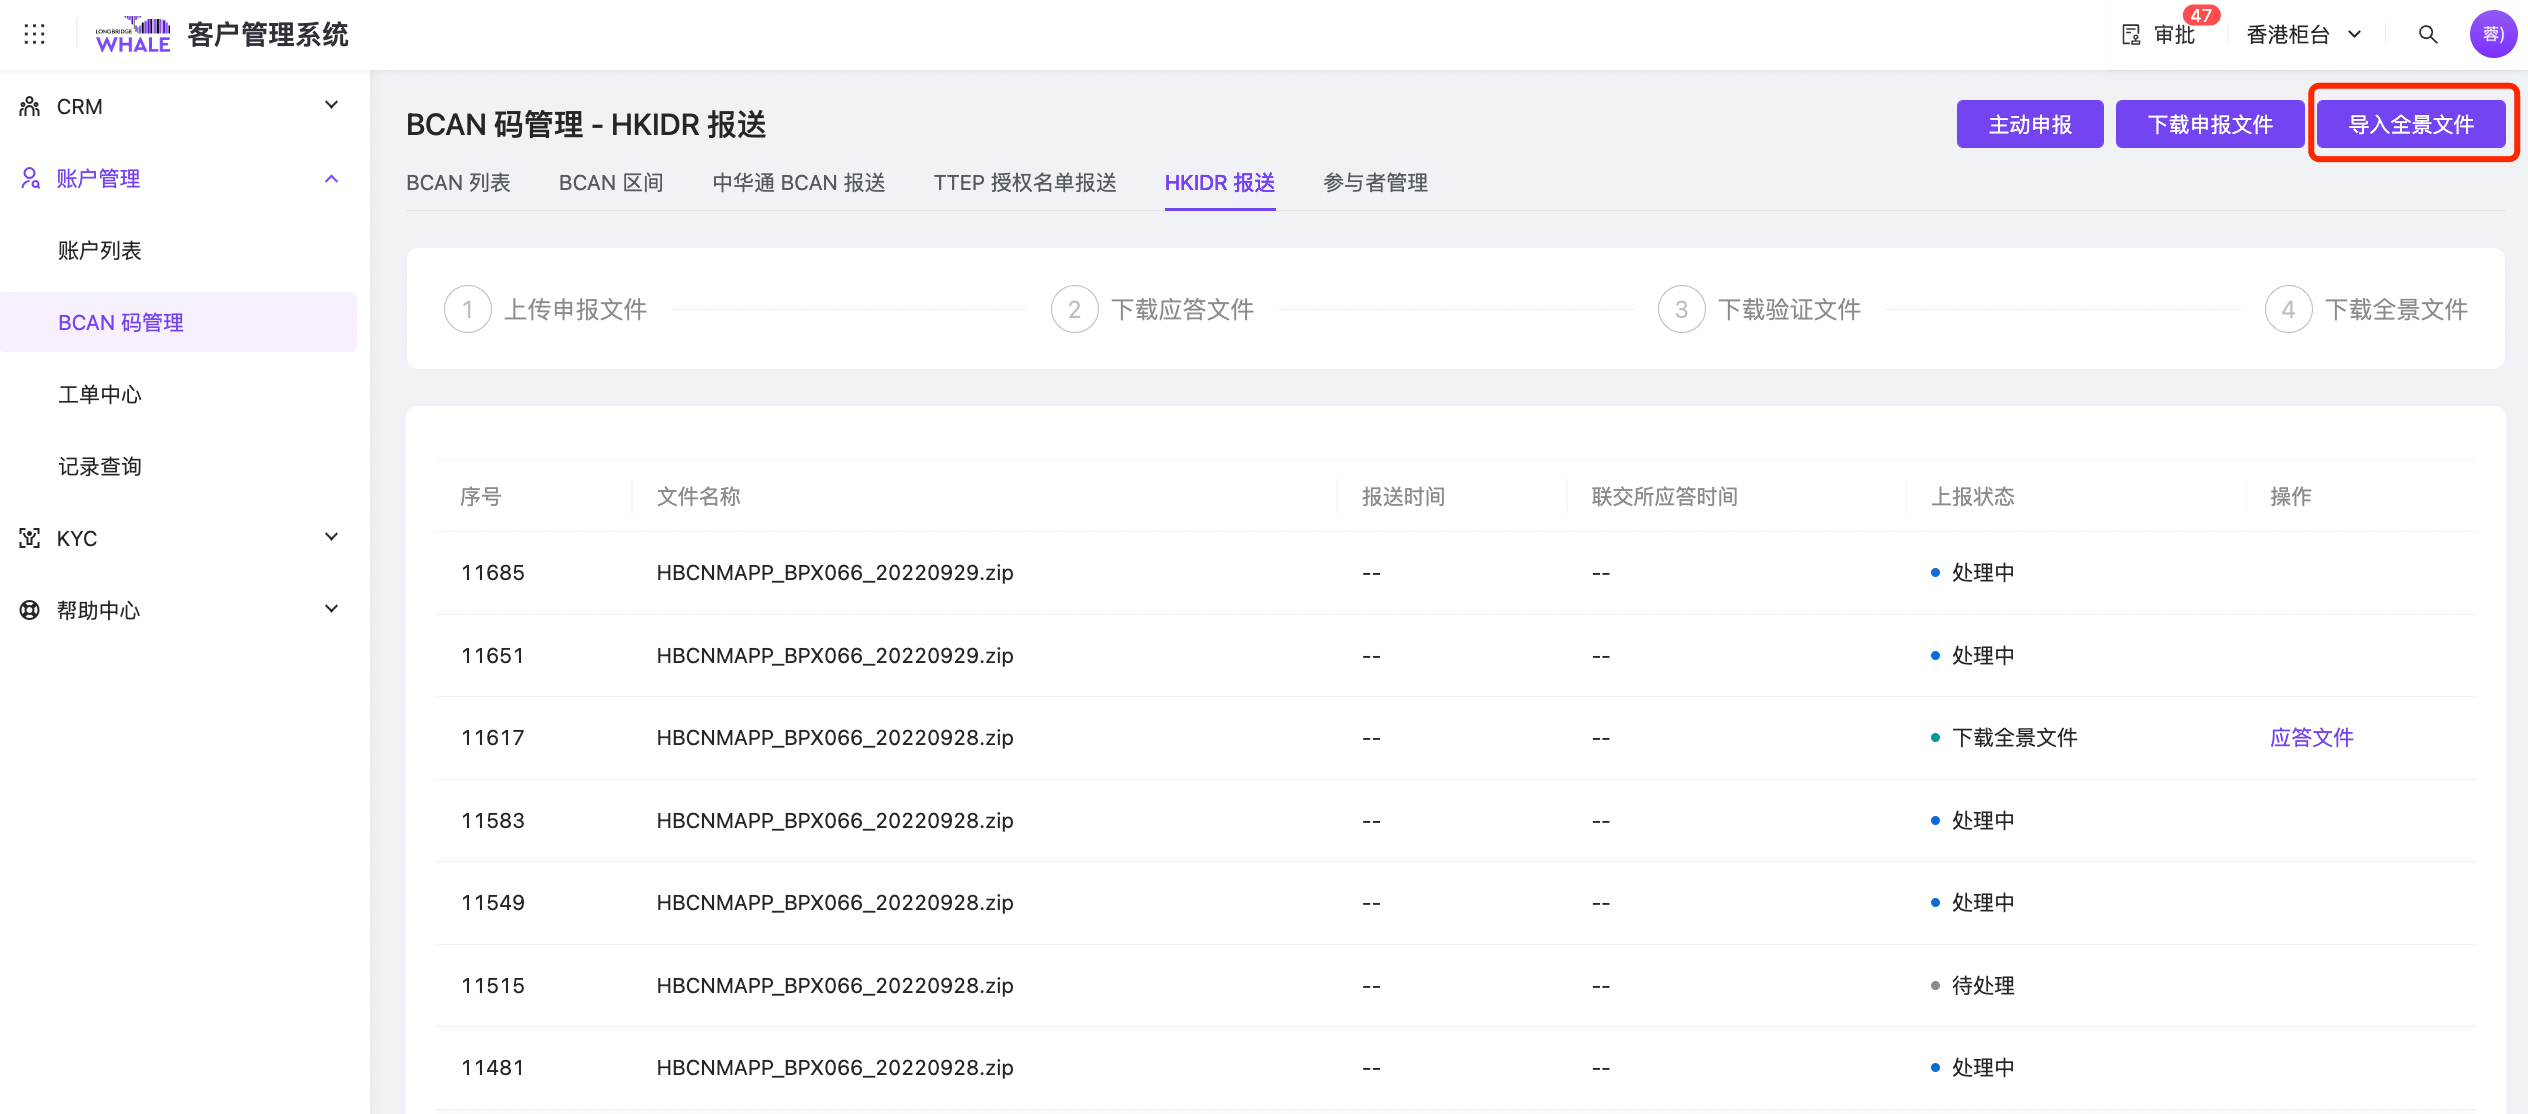 LONGBRIDGE
WHALE
客户管理系统
审批
47
香港柜台
蓉)
CRM
账户管理
账户列表
BCAN 码管理
工单中心
记录查询
KYC
帮助中心
BCAN 码管理 - HKIDR 报送
主动申报
下载申报文件
导入全景文件
BCAN 列表 BCAN 区间 中华通 BCAN 报送 TTEP 授权名单报送 HKIDR 报送 参与者管理
1 上传申报文件 2 下载应答文件 3 下载验证文件 4 下载全景文件
序号 文件名称 报送时间 联交所应答时间 上报状态 操作
11685 HBCNMAPP_BPX066_20220929.zip -- -- 处理中
11651 HBCNMAPP_BPX066_20220929.zip -- -- 处理中
11617 HBCNMAPP_BPX066_20220928.zip -- -- 下载全景文件 应答文件
11583 HBCNMAPP_BPX066_20220928.zip -- -- 处理中
11549 HBCNMAPP_BPX066_20220928.zip -- -- 处理中
11515 HBCNMAPP_BPX066_20220928.zip -- -- 待处理
11481 HBCNMAPP_BPX066_20220928.zip -- -- 处理中